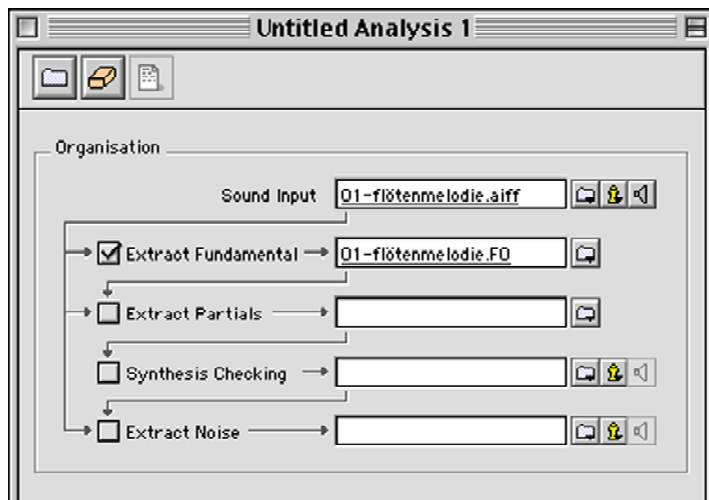 Untitled Analysis 1
Organisation
Sound Input 01-flötenmelodie.aiff
Extract Fundamental 01-flötenmelodie.F0
Extract Partials
Synthesis Checking
Extract Noise